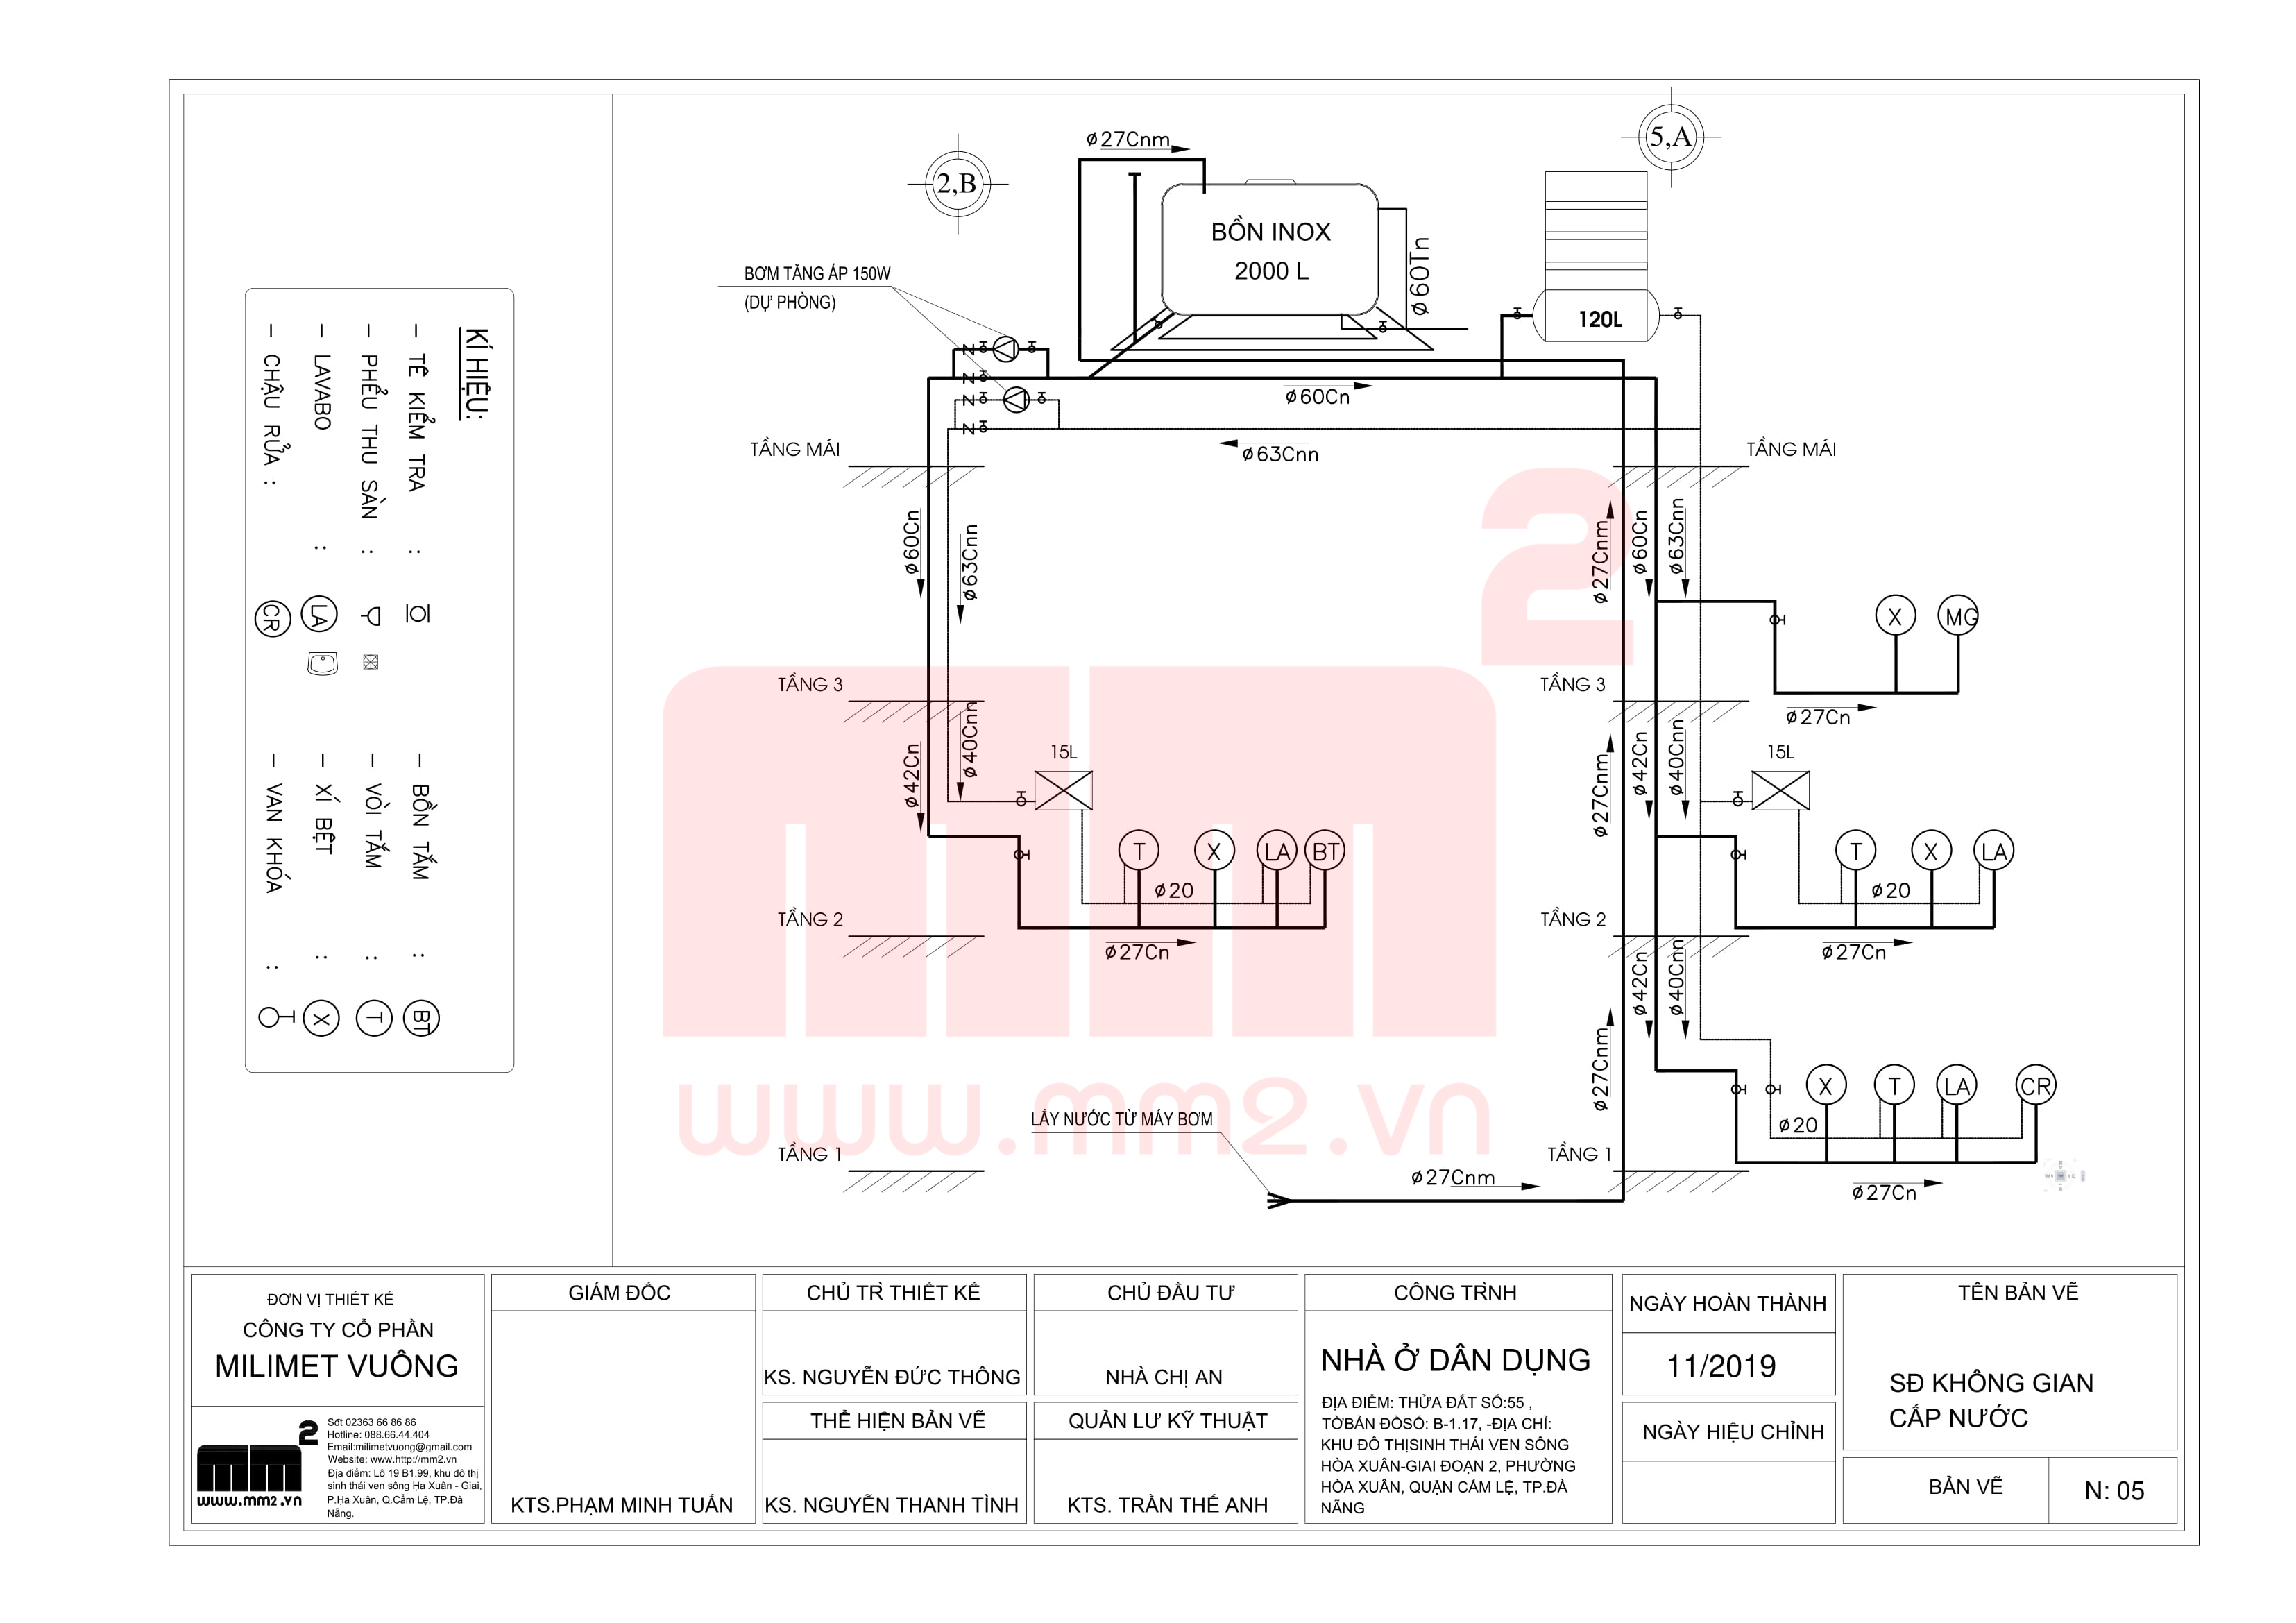 KÍ HIỆU:
- TÊ KIỂM TRA :
- PHỂU THU SÀN :
- LAVABO : LA
- CHẬU RỬA : CR
- BỒN TẮM : BT
- VÒI TẮM : T
- XÍ BỆT : X
- VAN KHÓA :
2,B
5,A
ø27Cnm
BỒN INOX
2000 L
ø60Tn
120L
BƠM TĂNG ÁP 150W
(DỰ PHÒNG)
ø60Cn
ø63Cnn
TẦNG MÁI
TẦNG MÁI
ø60Cn
ø63Cnn
ø27Cnm
ø60Cn
ø63Cnn
X
MG
ø27Cn
TẦNG 3
TẦNG 3
ø42Cn
ø40Cnn
15L
T
X
LA
BT
ø20
ø27Cn
ø27Cnm
ø42Cn
ø40Cnn
15L
T
X
LA
ø20
ø27Cn
TẦNG 2
TẦNG 2
ø27Cnm
ø42Cn
ø40Cnn
X
T
LA
CR
ø20
ø27Cn
LẤY NƯỚC TỪ MÁY BƠM
TẦNG 1
TẦNG 1
ø27Cnm
mm2
www.mm2.vn
ĐƠN VỊ THIẾT KẾ
CÔNG TY CỔ PHẦN
MILIMET VUÔNG
mm2
www.mm2.vn
Sđt 02363 66 86 86
Hotline: 088.66.44.404
Email:milimetvuong@gmail.com
Website: www.http://mm2.vn
Địa điểm: Lô 19 B1.99, khu đô thị
sinh thái ven sông Hạ Xuân - Giai,
P.Hạ Xuân, Q.Cẩm Lệ, TP.Đà
Nẵng.
GIÁM ĐỐC
KTS.PHẠM MINH TUẤN
CHỦ TRÌ THIẾT KẾ
KS. NGUYỄN ĐỨC THÔNG
THỂ HIỆN BẢN VẼ
KS. NGUYỄN THANH TÌNH
CHỦ ĐẦU TƯ
NHÀ CHỊ AN
QUẢN LƯ KỸ THUẬT
KTS. TRẦN THẾ ANH
CÔNG TRÌNH
NHÀ Ở DÂN DỤNG
ĐỊA ĐIỂM: THỬA ĐẤT SỐ:55 ,
TỜBẢN ĐỒSỐ: B-1.17, -ĐỊA CHỈ:
KHU ĐÔ THỊSINH THÁI VEN SÔNG
HÒA XUÂN-GIAI ĐOẠN 2, PHƯỜNG
HÒA XUÂN, QUẬN CẨM LỆ, TP.ĐÀ
NẴNG
NGÀY HOÀN THÀNH
11/2019
NGÀY HIỆU CHỈNH
TÊN BẢN VẼ
SĐ KHÔNG GIAN
CẤP NƯỚC
BẢN VẼ
N: 05